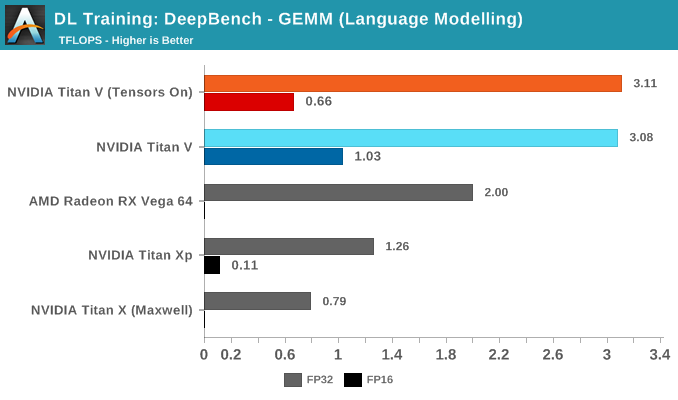 DL Training: DeepBench - GEMM (Language Modelling)
TFLOPS - Higher is Better
NVIDIA Titan V (Tensors On)
3.11
0.66
NVIDIA Titan V
3.08
1.03
AMD Radeon RX Vega 64
2.00
NVIDIA Titan Xp
1.26
0.11
NVIDIA Titan X (Maxwell)
0.79
0 0.2 0.6 1 1.4 1.8 2.2 2.6 3 3.4
FP32 FP16